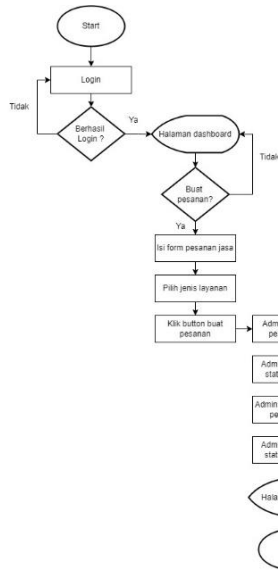 Start
Login
Tidak
Berhasil
Login ?
Ya
Halaman dashboard
Tidak
Buat
pesanan?
Ya
Isi form pesanan jasa
Pilih jenis layanan
Klik button buat
pesanan